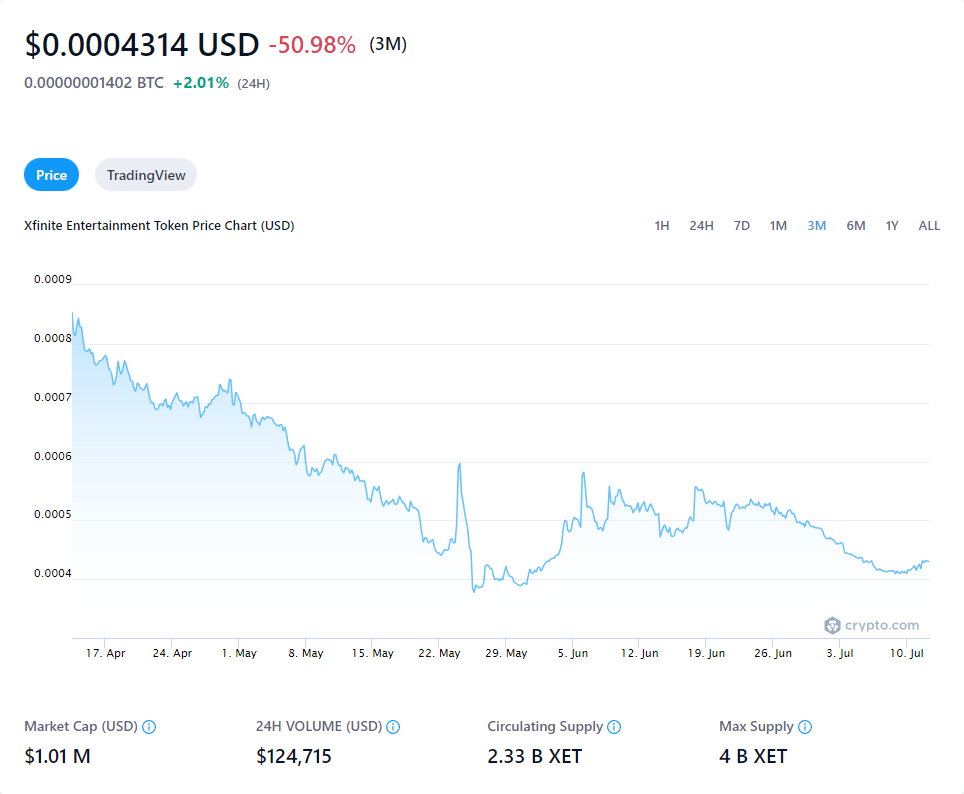 $0.0004314 USD -50.98% (3M)
0.00000001402 BTC +2.01% (24H)
Price TradingView
Xfinite Entertainment Token Price Chart (USD) 1H 24H 7D 1M 3M 6M 1Y ALL
0.0009
0.0008
0.0007
0.0006
0.0005
0.0004
crypto.com
17. Apr 24. Apr 1. May 8. May 15. May 22. May 29. May 5. Jun 12. Jun 19. Jun 26. Jun 3. Jul 10. Jul
Market Cap (USD) 24H VOLUME (USD) Circulating Supply Max Supply
$1.01 M $124,715 2.33 B XET 4 B XET